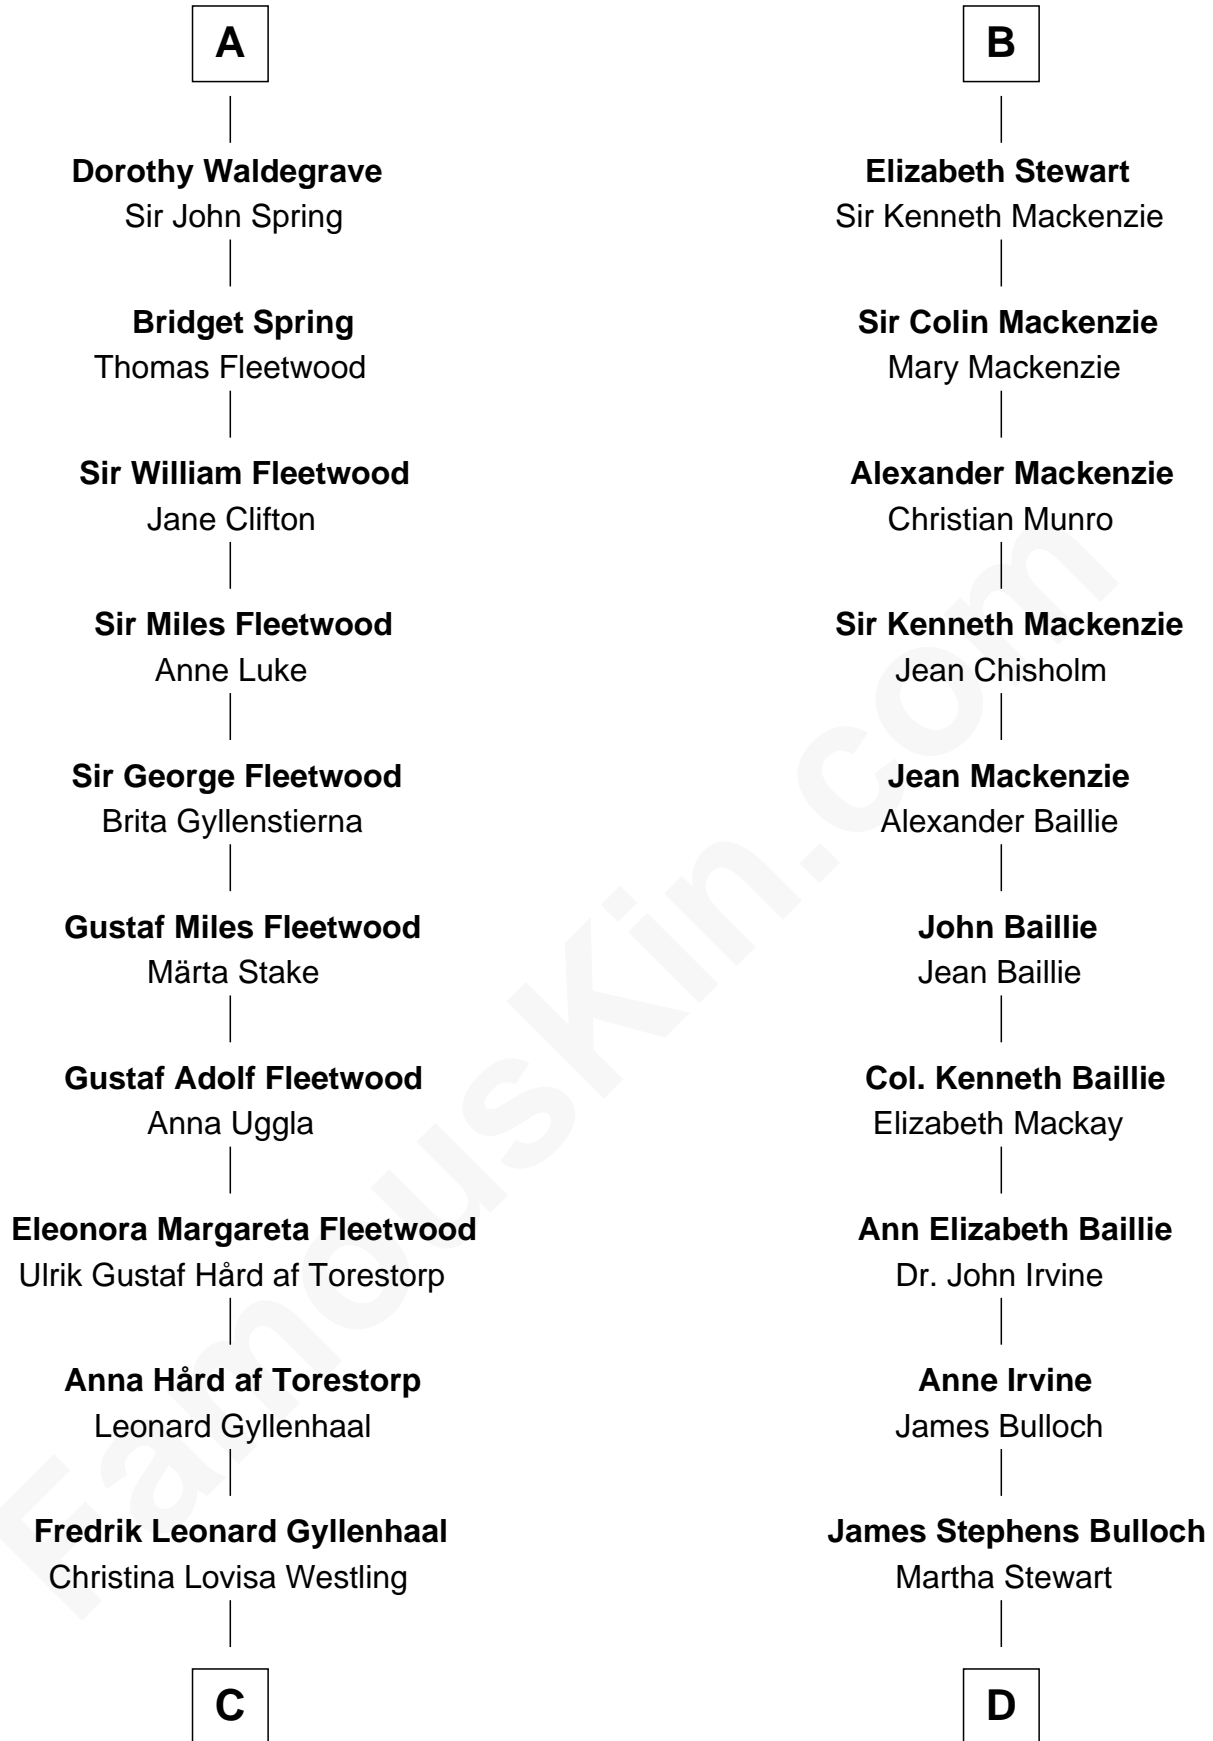 A
Dorothy Waldegrave
Sir John Spring
Bridget Spring
Thomas Fleetwood
Sir William Fleetwood
Jane Clifton
Sir Miles Fleetwood
Anne Luke
Sir George Fleetwood
Brita Gyllenstierna
Gustaf Miles Fleetwood
Märta Stake
Gustaf Adolf Fleetwood
Anna Uggla
Eleonora Margareta Fleetwood
Ulrik Gustaf Hård af Torestorp
Anna Hård af Torestorp
Leonard Gyllenhaal
Fredrik Leonard Gyllenhaal
Christina Lovisa Westling
C
B
Elizabeth Stewart
Sir Kenneth Mackenzie
Sir Colin Mackenzie
Mary Mackenzie
Alexander Mackenzie
Christian Munro
Sir Kenneth Mackenzie
Jean Chisholm
Jean Mackenzie
Alexander Baillie
John Baillie
Jean Baillie
Col. Kenneth Baillie
Elizabeth Mackay
Ann Elizabeth Baillie
Dr. John Irvine
Anne Irvine
James Bulloch
James Stephens Bulloch
Martha Stewart
D
FamousKin.com